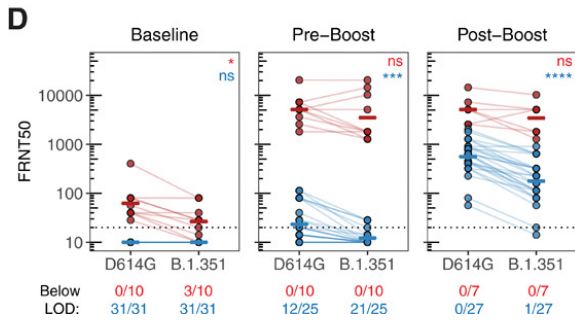 D
Baseline
Pre–Boost
Post–Boost
* ns ns
ns *** ****
FRNT50
10000
1000
100
10
D614G B.1.351 D614G B.1.351 D614G B.1.351
Below 0/10 3/10 0/10 0/10 0/7 0/7
LOD: 31/31 31/31 12/25 21/25 0/27 1/27